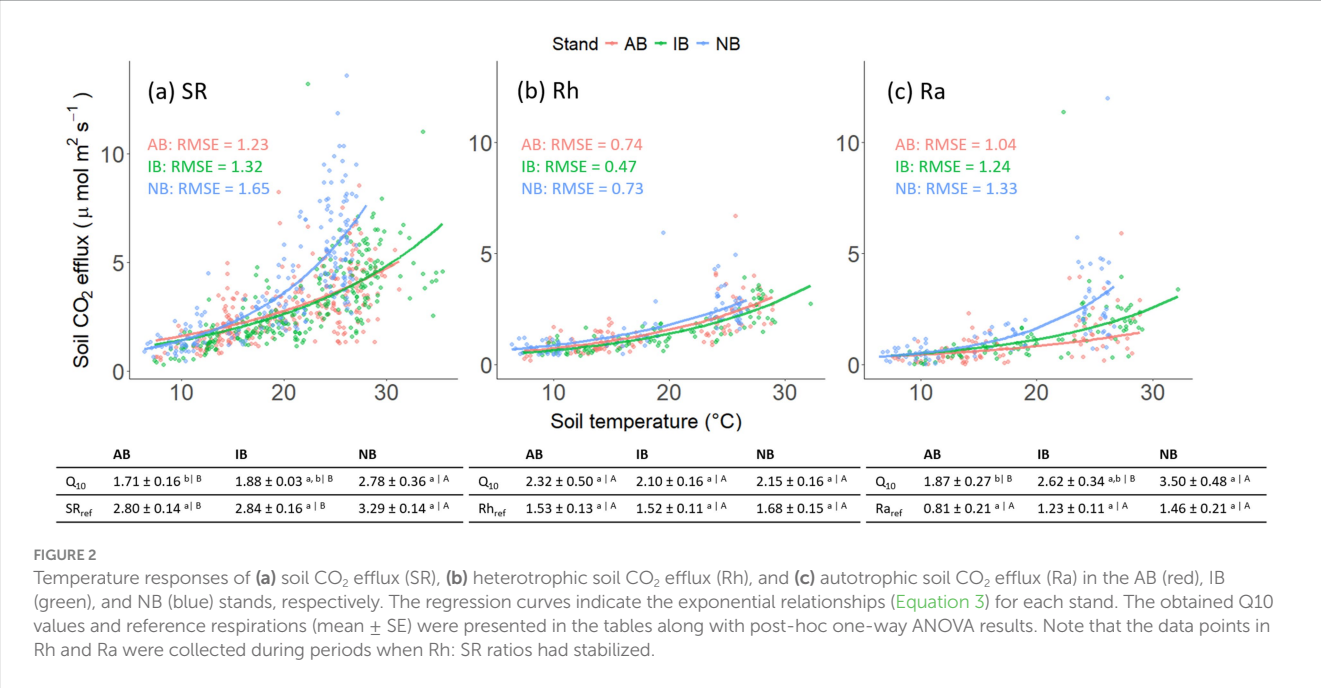 Stand AB IB NB
(a) SR
(b) Rh
(c) Ra
Soil CO₂ efflux ( μ mol m² s⁻¹ )
AB: RMSE = 1.23
IB: RMSE = 1.32
NB: RMSE = 1.65
AB: RMSE = 0.74
IB: RMSE = 0.47
NB: RMSE = 0.73
AB: RMSE = 1.04
IB: RMSE = 1.24
NB: RMSE = 1.33
10
5
0
10
5
0
10
5
0
10 20 30
10 20 30
10 20 30
Soil temperature (°C)
AB IB NB
Q₁₀ 1.71 ± 0.16 b| B 1.88 ± 0.03 a, b| B 2.78 ± 0.36 a | A
SRref 2.80 ± 0.14 a| B 2.84 ± 0.16 a | B 3.29 ± 0.14 a | A
AB IB NB
Q₁₀ 2.32 ± 0.50 a | A 2.10 ± 0.16 a | A 2.15 ± 0.16 a | A
Rhref 1.53 ± 0.13 a | A 1.52 ± 0.11 a | A 1.68 ± 0.15 a | A
AB IB NB
Q₁₀ 1.87 ± 0.27 b| B 2.62 ± 0.34 a,b | B 3.50 ± 0.48 a | A
Raref 0.81 ± 0.21 a | A 1.23 ± 0.11 a | A 1.46 ± 0.21 a | A
FIGURE 2
Temperature responses of (a) soil CO₂ efflux (SR), (b) heterotrophic soil CO₂ efflux (Rh), and (c) autotrophic soil CO₂ efflux (Ra) in the AB (red), IB
(green), and NB (blue) stands, respectively. The regression curves indicate the exponential relationships (Equation 3) for each stand. The obtained Q10
values and reference respirations (mean ± SE) were presented in the tables along with post-hoc one-way ANOVA results. Note that the data points in
Rh and Ra were collected during periods when Rh: SR ratios had stabilized.